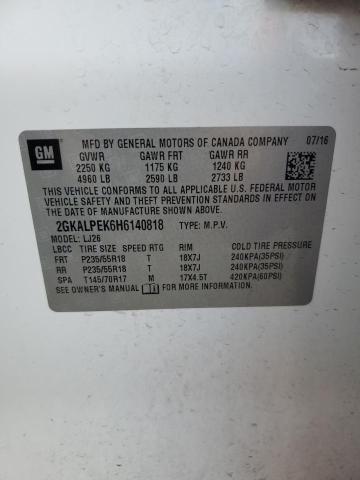 GM
MFD BY GENERAL MOTORS OF CANADA COMPANY 07/16
GVWR GAWR FRT GAWR RR
2250 KG 1175 KG 1240 KG
4960 LB 2590 LB 2733 LB
THIS VEHICLE CONFORMS TO ALL APPLICABLE U.S. FEDERAL MOTOR
VEHICLE SAFETY AND THEFT PREVENTION STANDARDS IN EFFECT ON
THE DATE OF MANUFACTURE SHOWN ABOVE.
2GKALPEK6H6140818 TYPE: M.P.V.
MODEL: LJ26
LBCC TIRE SIZE SPEED RTG RIM COLD TIRE PRESSURE
FRT P235/55R18 T 18X7J 240KPA(35PSI)
RR P235/55R18 T 18X7J 240KPA(35PSI)
SPA T145/70R17 M 17X4.5T 420KPA(60PSI)
SEE OWNER'S MANUAL FOR MORE INFORMATION.